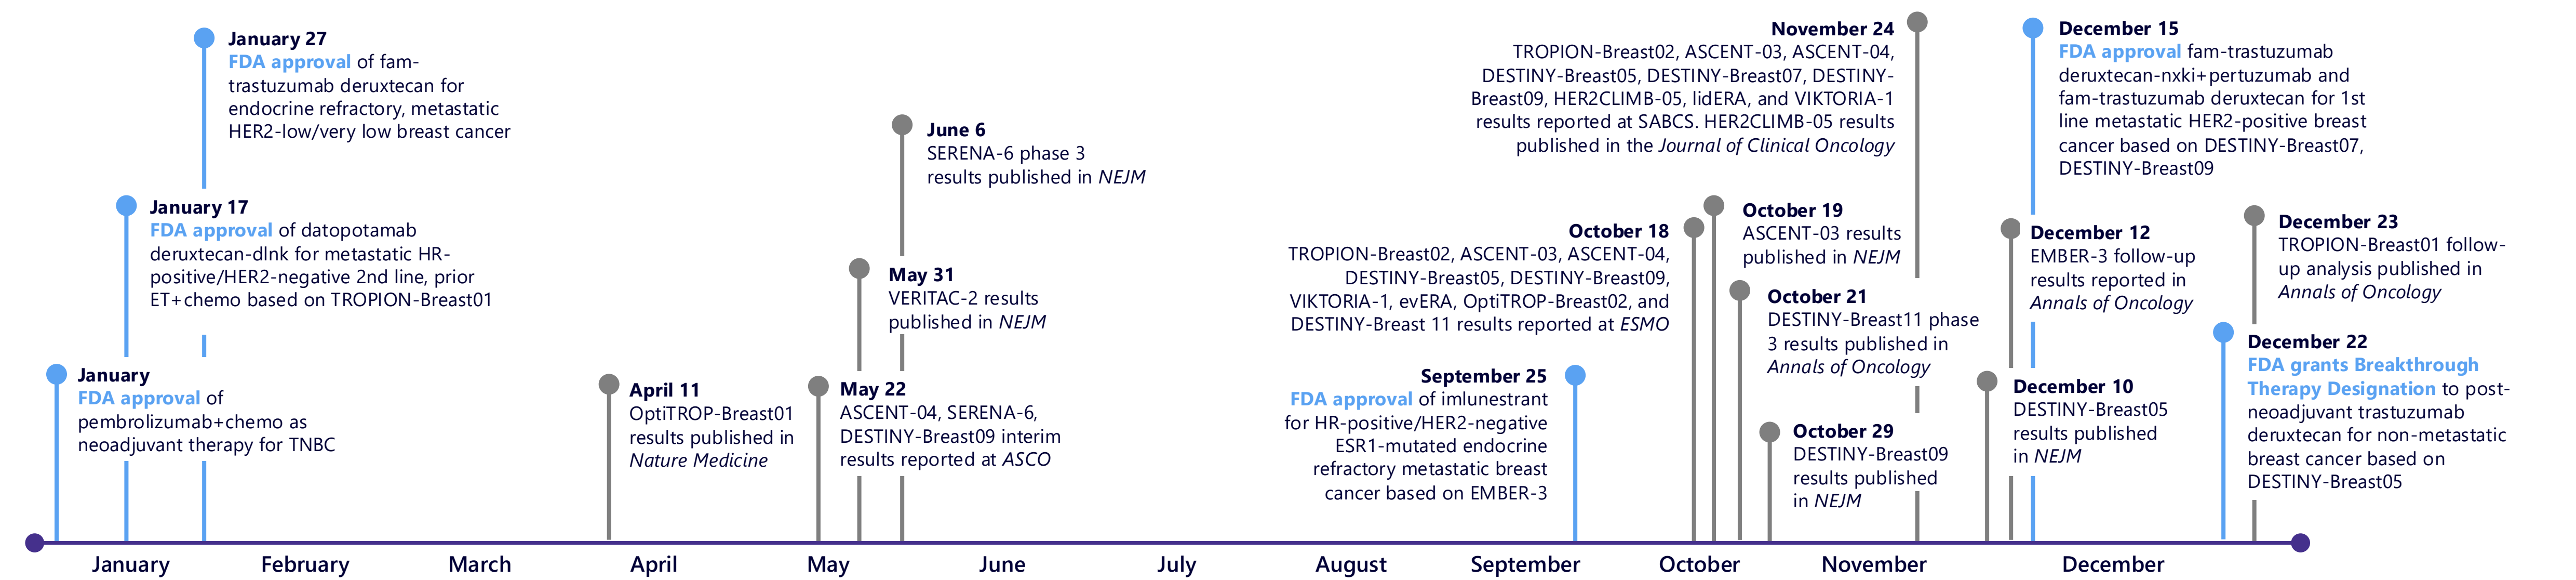 January 27
FDA approval of fam-
trastuzumab deruxtecan for
endocrine refractory, metastatic
HER2-low/very low breast cancer
January 17
FDA approval of datopotamab
deruxtecan-dlnk for metastatic HR-
positive/HER2-negative 2nd line, prior
ET+chemo based on TROPION-Breast01
January
FDA approval of
pembrolizumab+chemo as
neoadjuvant therapy for TNBC
April 11
OptiTROP-Breast01
results published in
Nature Medicine
May 22
ASCENT-04, SERENA-6,
DESTINY-Breast09 interim
results reported at ASCO
May 31
VERITAC-2 results
published in NEJM
June 6
SERENA-6 phase 3
results published in NEJM
September 25
FDA approval of imlunestrant
for HR-positive/HER2-negative
ESR1-mutated endocrine
refractory metastatic breast
cancer based on EMBER-3
October 18
TROPION-Breast02, ASCENT-03, ASCENT-04,
DESTINY-Breast05, DESTINY-Breast09,
VIKTORIA-1, evERA, OptiTROP-Breast02, and
DESTINY-Breast 11 results reported at ESMO
October 19
ASCENT-03 results
published in NEJM
October 21
DESTINY-Breast11 phase
3 results published in
Annals of Oncology
October 29
DESTINY-Breast09
results published
in NEJM
November 24
TROPION-Breast02, ASCENT-03, ASCENT-04,
DESTINY-Breast05, DESTINY-Breast07, DESTINY-
Breast09, HER2CLIMB-05, lidERA, and VIKTORIA-1
results reported at SABCS. HER2CLIMB-05 results
published in the Journal of Clinical Oncology
December 10
DESTINY-Breast05
results published
in NEJM
December 12
EMBER-3 follow-up
results reported in
Annals of Oncology
December 15
FDA approval fam-trastuzumab
deruxtecan-nxki+pertuzumab and
fam-trastuzumab deruxtecan for 1st
line metastatic HER2-positive breast
cancer based on DESTINY-Breast07,
DESTINY-Breast09
December 22
FDA grants Breakthrough
Therapy Designation to post-
neoadjuvant trastuzumab
deruxtecan for non-metastatic
breast cancer based on
DESTINY-Breast05
December 23
TROPION-Breast01 follow-
up analysis published in
Annals of Oncology
January
February
March
April
May
June
July
August
September
October
November
December